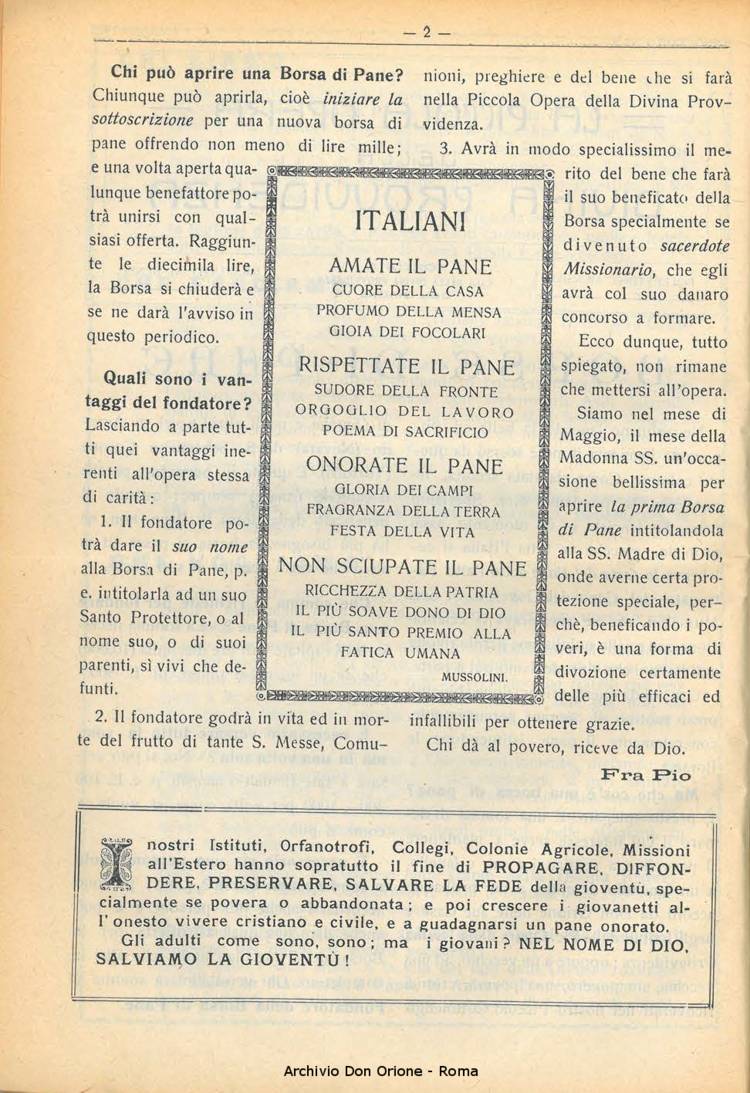 — 2 —
Chi può aprire una Borsa di Pane?
Chiunque può aprirla, cioè iniziare la
sottoscrizione per una nuova borsa di
pane offrendo non meno di lire mille;
e una volta aperta qua-
lunque benefattore po-
trà unirsi con qual-
siasi offerta. Raggiun-
te le diecimila lire,
la Borsa si chiuderà e
se ne darà l'avviso in
questo periodico.
Quali sono i van-
taggi del fondatore?
Lasciando a parte tut-
ti quei vantaggi ine-
renti all'opera stessa
di carità:
1. Il fondatore po-
trà dare il suo nome
alla Borsa di Pane, p.
e. intitolarla ad un suo
Santo Protettore, o al
nome suo, o di suoi
parenti, sì vivi che de-
funti.
2. Il fondatore godrà in vita ed in mor-
te del frutto di tante S. Messe, Comu-
ITALIANI
AMATE IL PANE
CUORE DELLA CASA
PROFUMO DELLA MENSA
GIOIA DEI FOCOLARI
RISPETTATE IL PANE
SUDORE DELLA FRONTE
ORGOGLIO DEL LAVORO
POEMA DI SACRIFICIO
ONORATE IL PANE
GLORIA DEI CAMPI
FRAGRANZA DELLA TERRA
FESTA DELLA VITA
NON SCIUPATE IL PANE
RICCHEZZA DELLA PATRIA
IL PIÙ SOAVE DONO DI DIO
IL PIÙ SANTO PREMIO ALLA
FATICA UMANA
MUSSOLINI.
nioni, preghiere e del bene che si farà
nella Piccola Opera della Divina Prov-
videnza.
3. Avrà in modo specialissimo il me-
rito del bene che farà
il suo beneficato della
Borsa specialmente se
divenuto sacerdote
Missionario, che egli
avrà col suo danaro
concorso a formare.
Ecco dunque, tutto
spiegato, non rimane
che mettersi all'opera.
Siamo nel mese di
Maggio, il mese della
Madonna SS. un'occa-
sione bellissima per
aprire la prima Borsa
di Pane intitolandola
alla SS. Madre di Dio,
onde averne certa pro-
tezione speciale, per-
chè, beneficando i po-
veri, è una forma di
divozione certamente
delle più efficaci ed
infallibili per ottenere grazie.
Chi dà al povero, riceve da Dio.
Fra Pio
I nostri Istituti, Orfanotrofi, Collegi, Colonie Agricole, Missioni
all'Estero hanno sopratutto il fine di PROPAGARE, DIFFON-
DERE, PRESERVARE, SALVARE LA FEDE della gioventù, spe-
cialmente se povera o abbandonata; e poi crescere i giovanetti al-
l'onesto vivere cristiano e civile, e a guadagnarsi un pane onorato.
Gli adulti come sono, sono; ma i giovani? NEL NOME DI DIO,
SALVIAMO LA GIOVENTÙ!
Archivio Don Orione - Roma